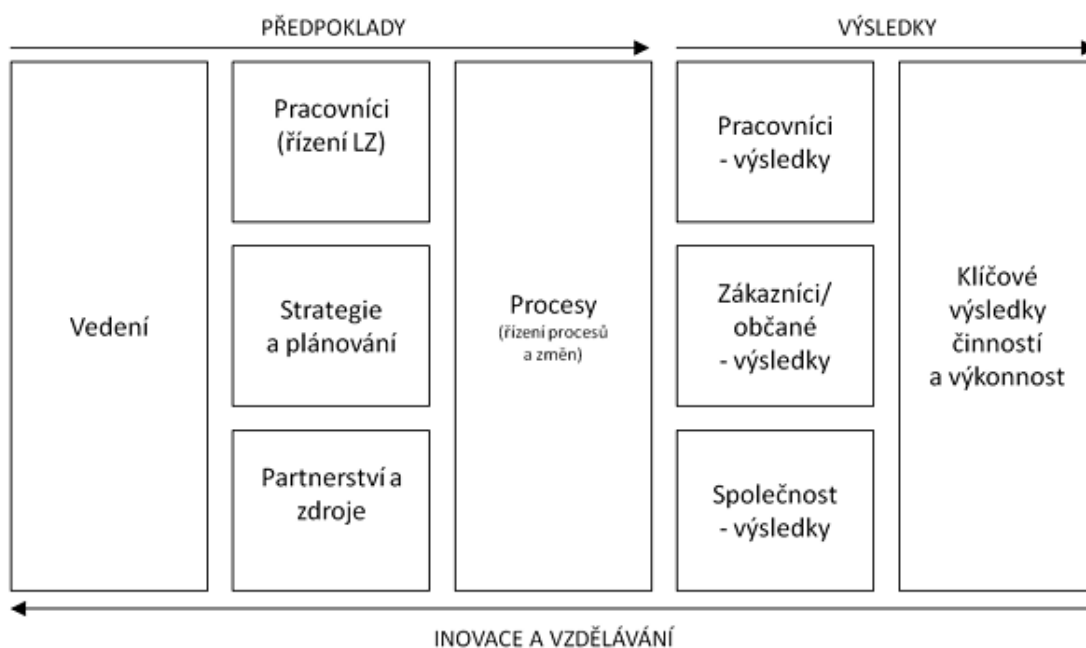 PŘEDPOKLADY
VÝSLEDKY
Vedení
Pracovníci
(řízení LZ)
Strategie
a plánování
Partnerství a
zdroje
Procesy
(řízení procesů
a změn)
Pracovníci
- výsledky
Zákazníci/
občané
- výsledky
Společnost
- výsledky
Klíčové
výsledky
činností
a výkonnost
INOVACE A VZDĚLÁVÁNÍ